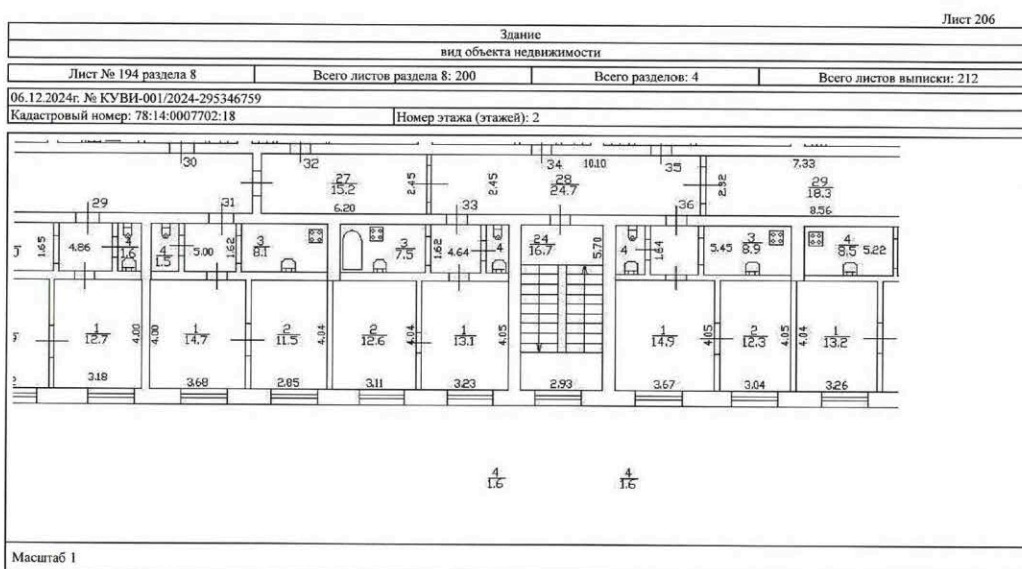 Лист 206
Здание
вид объекта недвижимости
Лист № 194 раздела 8 Всего листов раздела 8: 200 Всего разделов: 4 Всего листов выписки: 212
06.12.2024г. № КУВИ-001/2024-295346759
Кадастровый номер: 78:14:0007702:18 Номер этажа (этажей): 2
30 32 34 10.10 35 7.33
27 15.2 2.45 2.45 28 24.7 2.32 29 18.3
29 31 6.20 33 36 8.56
1.65 4.86 1.6 4 1.5 5.00 1.62 3 8.1 3 7.5 1.62 4.64 4 24 16.7 5.70 4 1.64 5.45 3 8.9 4 8.5 5.22
1 12.7 4.00 4.00 1 14.7 2 11.5 4.04 2 12.6 4.04 1 13.1 4.05 1 14.9 4.05 2 12.3 4.05 4.04 1 13.2
3.18 3.68 2.85 3.11 3.23 2.93 3.67 3.04 3.26
4 1.6 4 1.6
Масштаб 1